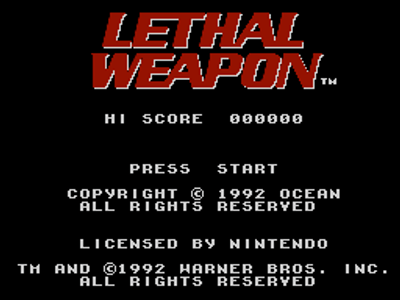 LETHAL
WEAPON™
HI SCORE 000000
PRESS START
COPYRIGHT © 1992 OCEAN
ALL RIGHTS RESERVED
LICENSED BY NINTENDO
TM AND ©1992 WARNER BROS. INC.
ALL RIGHTS RESERVED